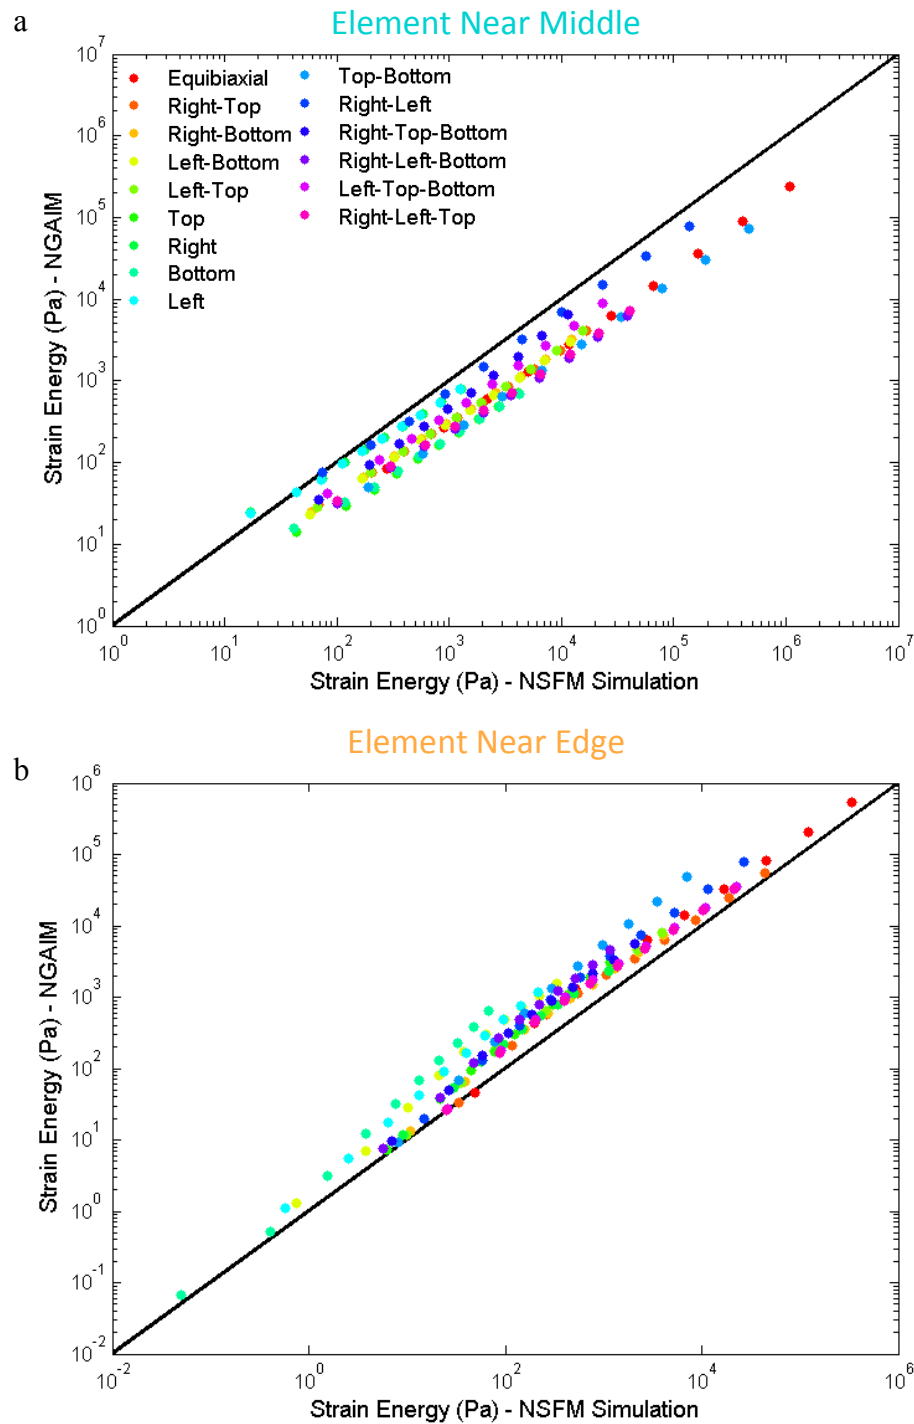 a
Element Near Middle
10^7
10^6
10^5
10^4
10^3
10^2
10^1
10^0
Strain Energy (Pa) - NGAIM
Equibiaxial
Right-Top
Right-Bottom
Left-Bottom
Left-Top
Top
Right
Bottom
Left
Top-Bottom
Right-Left
Right-Top-Bottom
Right-Left-Bottom
Left-Top-Bottom
Right-Left-Top
10^0 10^1 10^2 10^3 10^4 10^5 10^6 10^7
Strain Energy (Pa) - NSFM Simulation
Element Near Edge
b
10^6
10^5
10^4
10^3
10^2
10^1
10^0
10^-1
10^-2
Strain Energy (Pa) - NGAIM
10^-2 10^0 10^2 10^4 10^6
Strain Energy (Pa) - NSFM Simulation